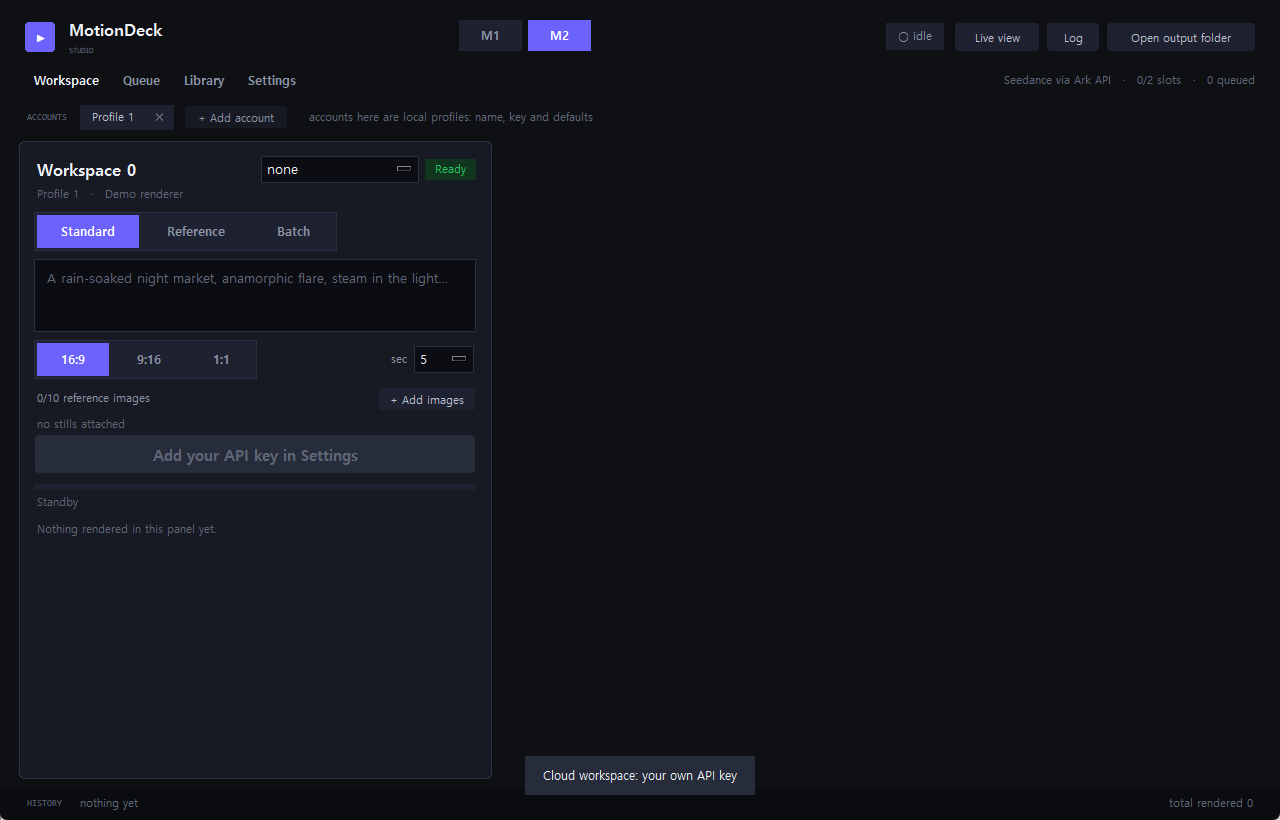 MotionDeck
STUDIO
M1 M2
○ idle Live view Log Open output folder
Workspace Queue Library Settings
Seedance via Ark API · 0/2 slots · 0 queued
ACCOUNTS Profile 1 × + Add account accounts here are local profiles: name, key and defaults
Workspace 0 none Ready
Profile 1 · Demo renderer
Standard Reference Batch
A rain-soaked night market, anamorphic flare, steam in the light...
16:9 9:16 1:1 sec 5
0/10 reference images + Add images
no stills attached
Add your API key in Settings
Standby
Nothing rendered in this panel yet.
Cloud workspace: your own API key
HISTORY nothing yet total rendered 0